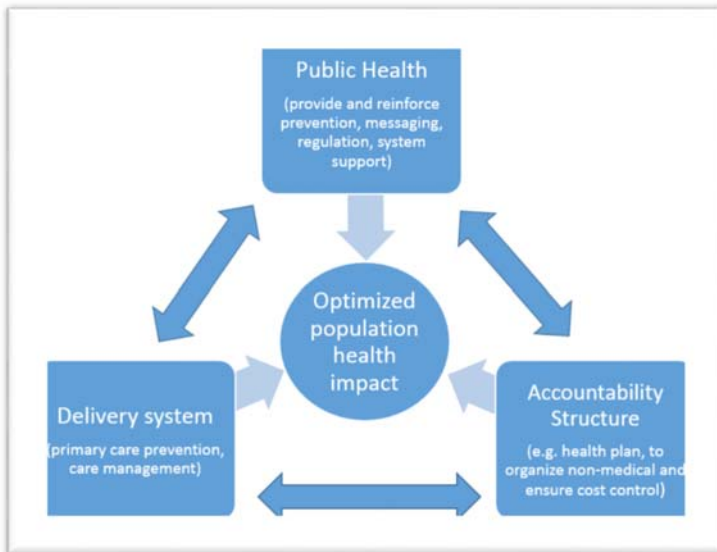 Public Health
(provide and reinforce
prevention, messaging,
regulation, system
support)
Optimized
population
health
impact
Delivery system
(primary care prevention,
care management)
Accountability
Structure
(e.g. health plan, to
organize non-medical and
ensure cost control)